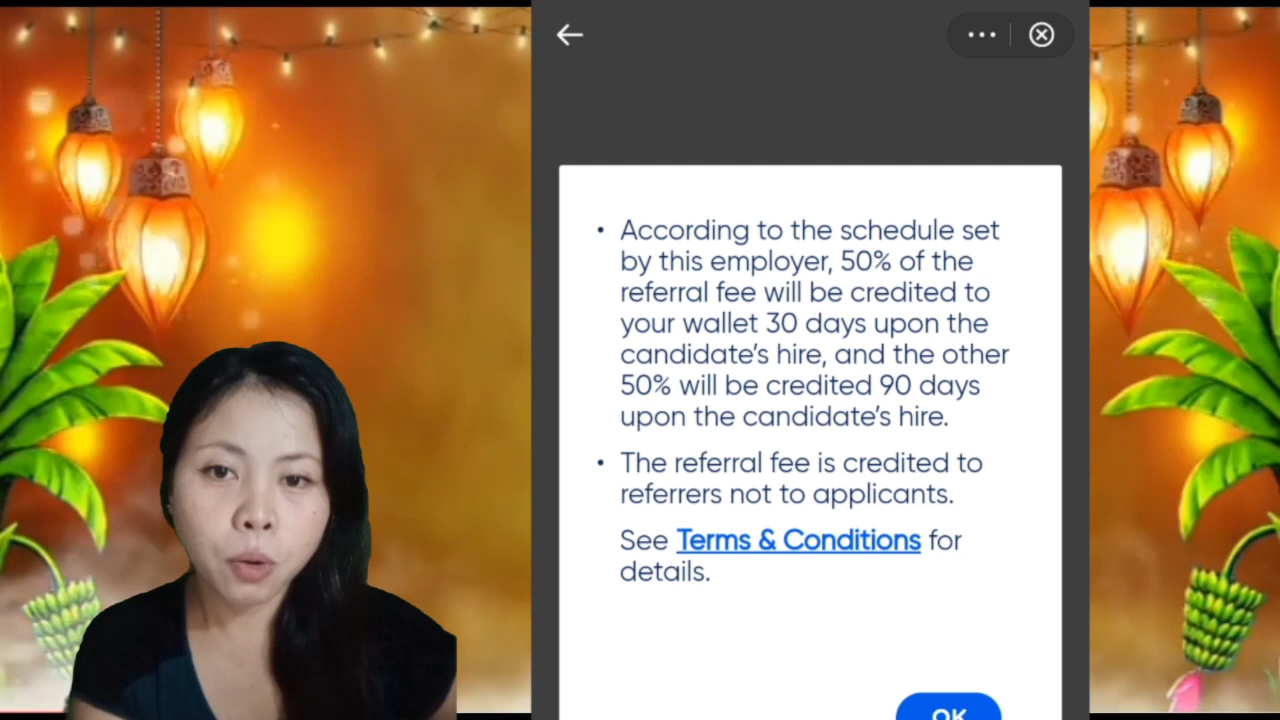 • According to the schedule set
by this employer, 50% of the
referral fee will be credited to
your wallet 30 days upon the
candidate’s hire, and the other
50% will be credited 90 days
upon the candidate’s hire.
• The referral fee is credited to
referrers not to applicants.
See Terms & Conditions for
details.
OK